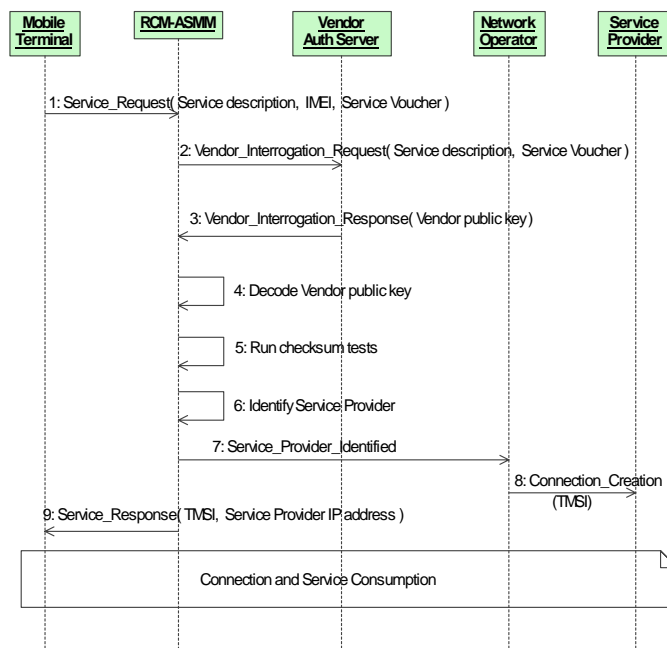 Mobile
Terminal
RCM-ASMM
Vendor
Auth Server
Network
Operator
Service
Provider
1: Service_Request( Service description, IMEI, Service Voucher )
2: Vendor_Interrogation_Request( Service description, Service Voucher )
3: Vendor_Interrogation_Response( Vendor public key)
4: Decode Vendor public key
5: Run checksum tests
6: Identify Service Provider
7: Service_Provider_Identified
8: Connection_Creation
(TMSI)
9: Service_Response( TMSI, Service Provider IP address )
Connection and Service Consumption